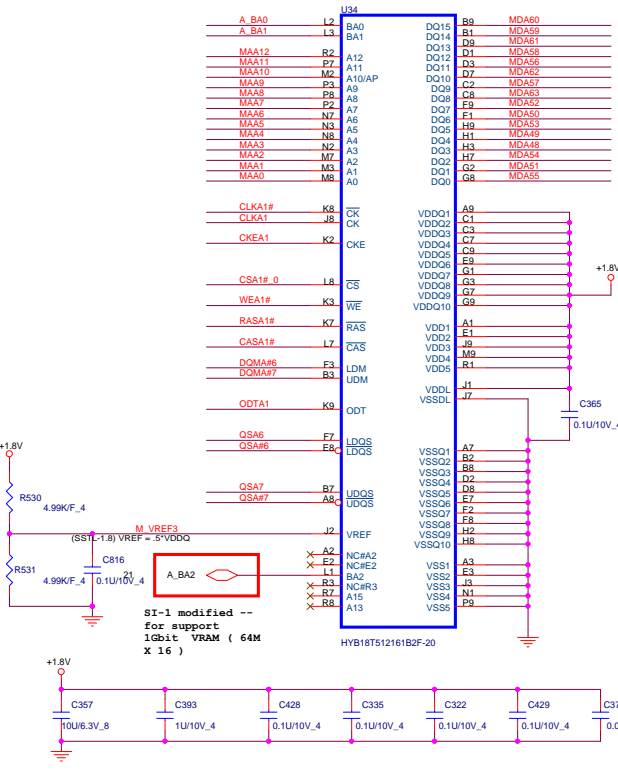 U34
A_BA0 L2 BA0 DQ15 B9 MDA60
A_BA1 L3 BA1 DQ14 B1 MDA59
DQ13 D9 MDA61
MAA12 R2 A12 DQ12 D1 MDA58
MAA11 P7 A11 DQ11 D3 MDA56
MAA10 M2 A10/AP DQ10 D7 MDA62
MAA9 P3 A9 DQ9 C2 MDA57
MAA8 P8 A8 DQ8 C8 MDA63
MAA7 P2 A7 DQ7 F9 MDA52
MAA6 N7 A6 DQ6 F1 MDA50
MAA5 N3 A5 DQ5 H9 MDA53
MAA4 N8 A4 DQ4 H1 MDA49
MAA3 N2 A3 DQ3 H3 MDA48
MAA2 M7 A2 DQ2 H7 MDA54
MAA1 M3 A1 DQ1 G2 MDA51
MAA0 M8 A0 DQ0 G8 MDA55
CLKA1# K8 CK VDDQ1 A9
CLKA1 J8 CK VDDQ2 C1
VDDQ3 C3
CKEA1 K2 CKE VDDQ4 C7
VDDQ5 C9
VDDQ6 E9
VDDQ7 G1
CSA1#_0 L8 CS VDDQ8 G3
VDDQ9 G7
WEA1# K3 WE VDDQ10 G9
+1.8V
RASA1# K7 RAS VDD1 A1
VDD2 E1
CASA1# L7 CAS VDD3 J9
VDD4 M9
DQMA#6 F3 LDM VDD5 R1
DQMA#7 B3 UDM
VDDL J1
VSSDL J7
ODTA1 K9 ODT
C365
0.1U/10V_4
QSA6 F7 LDQS VSSQ1 A7
QSA#6 E8 LDQS VSSQ2 B2
VSSQ3 B8
VSSQ4 D2
VSSQ5 D8
QSA7 B7 UDQS VSSQ6 E7
QSA#7 A8 UDQS VSSQ7 F2
VSSQ8 F8
VSSQ9 H2
VSSQ10 H8
+1.8V
R530
4.99K/F_4
M_VREF3 J2 VREF
(SSTL-1.8) VREF = .5*VDDQ
R531
4.99K/F_4
C816
0.1U/10V_4
21
A_BA2
A2 NC#A2
E2 NC#E2 VSS1 A3
L1 BA2 VSS2 E3
R3 NC#R3 VSS3 J3
R7 A15 VSS4 N1
R8 A13 VSS5 P9
SI-1 modified --
for support
1Gbit VRAM ( 64M
X 16 )
HYB18T512161B2F-20
+1.8V
C357 C393 C428 C335 C322 C429 C37
10U/6.3V_8 1U/10V_4 0.1U/10V_4 0.1U/10V_4 0.1U/10V_4 0.1U/10V_4 0.0